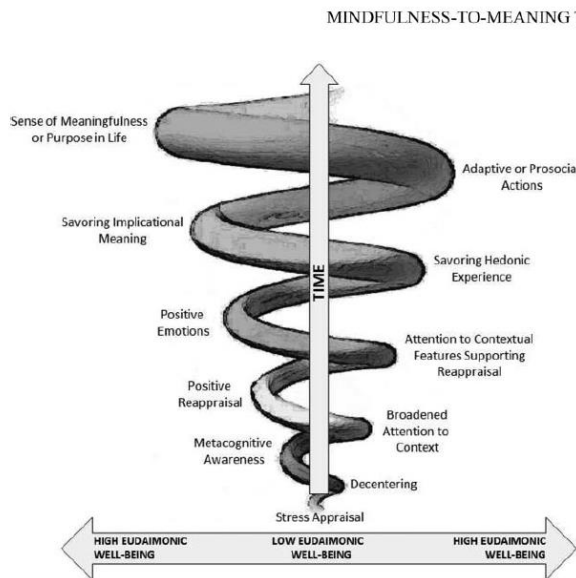 MINDFULNESS-TO-MEANING
Sense of Meaningfulness
or Purpose in Life
Adaptive or Prosocia
Actions
Savoring Implicational
Meaning
Savoring Hedonic
Experience
TIME
Positive
Emotions
Attention to Contextual
Features Supporting
Reappraisal
Positive
Reappraisal
Broadened
Attention to
Context
Metacognitive
Awareness
Decentering
Stress Appraisal
HIGH EUDAIMONIC
WELL-BEING
LOW EUDAIMONIC
WELL-BEING
HIGH EUDAIMONIC
WELL-BEING